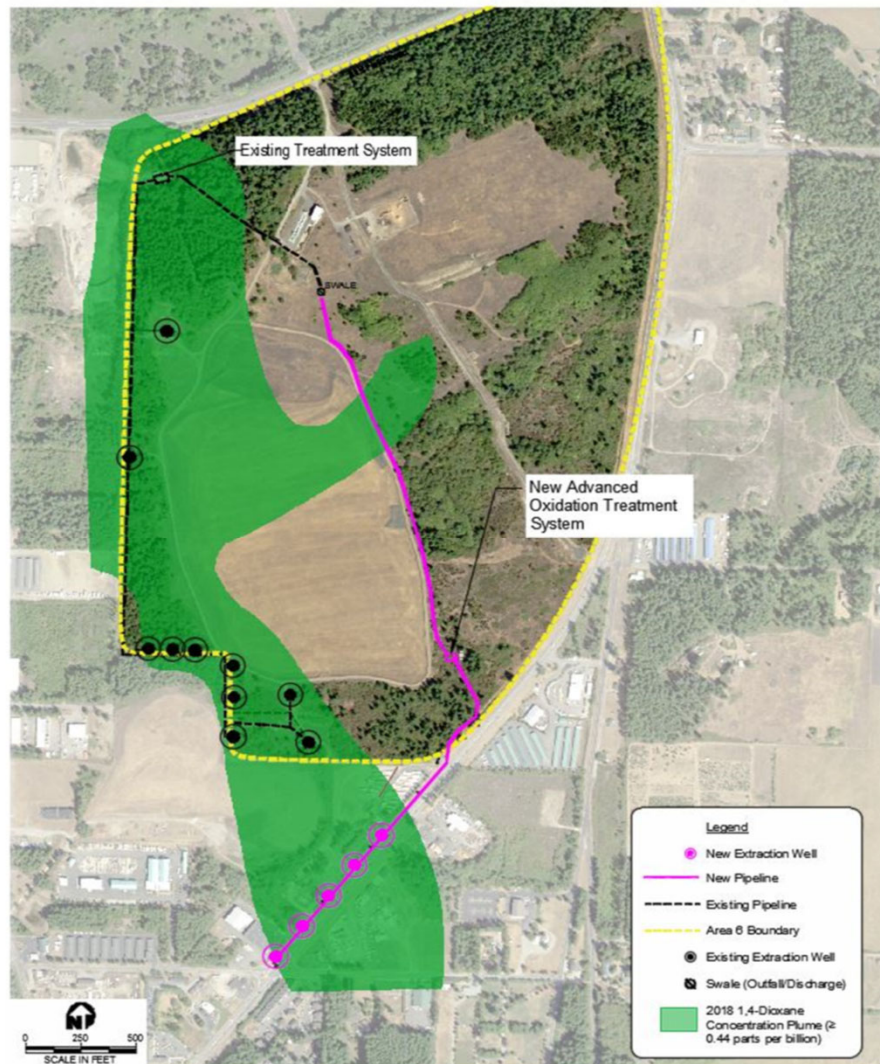 Existing Treatment System
SWALE
New Advanced
Oxidation Treatment
System
Legend
New Extraction Well
New Pipeline
Existing Pipeline
Area 6 Boundary
Existing Extraction Well
Swale (Outfall/Discharge)
2018 1,4-Dioxane
Concentration Plume (≥
0.44 parts per billion)
N
0 250 500
SCALE IN FEET